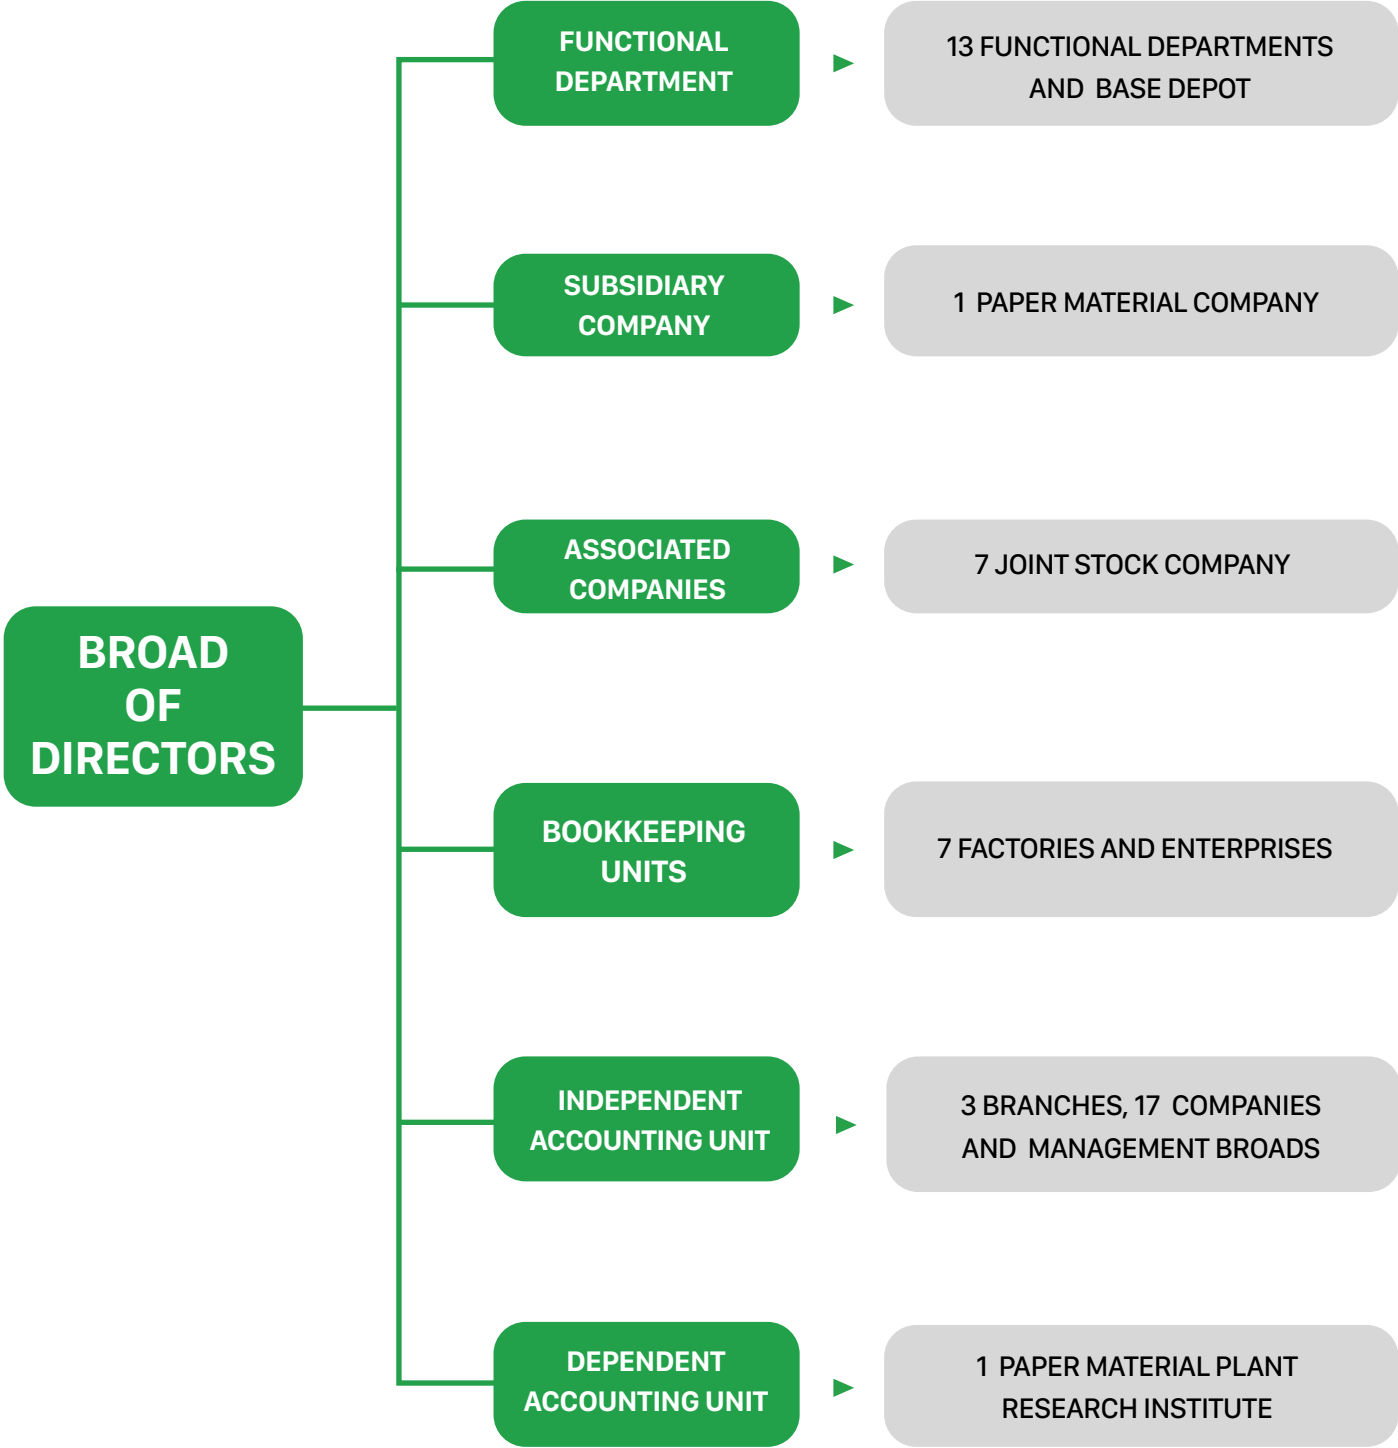 FUNCTIONAL
DEPARTMENT
13 FUNCTIONAL DEPARTMENTS
AND BASE DEPOT
SUBSIDIARY
COMPANY
1 PAPER MATERIAL COMPANY
ASSOCIATED
COMPANIES
7 JOINT STOCK COMPANY
BROAD
OF
DIRECTORS
BOOKKEEPING
UNITS
7 FACTORIES AND ENTERPRISES
INDEPENDENT
ACCOUNTING UNIT
3 BRANCHES, 17 COMPANIES
AND MANAGEMENT BROADS
DEPENDENT
ACCOUNTING UNIT
1 PAPER MATERIAL PLANT
RESEARCH INSTITUTE